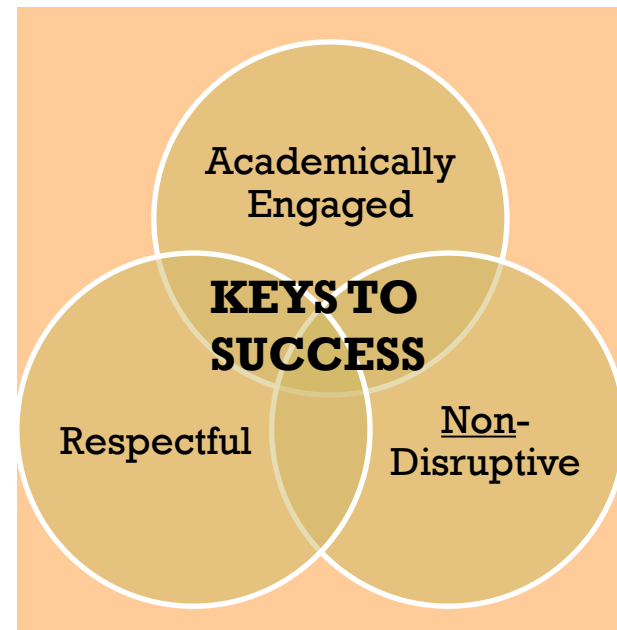 Academically
Engaged
KEYS TO
SUCCESS
Respectful
Non-
Disruptive